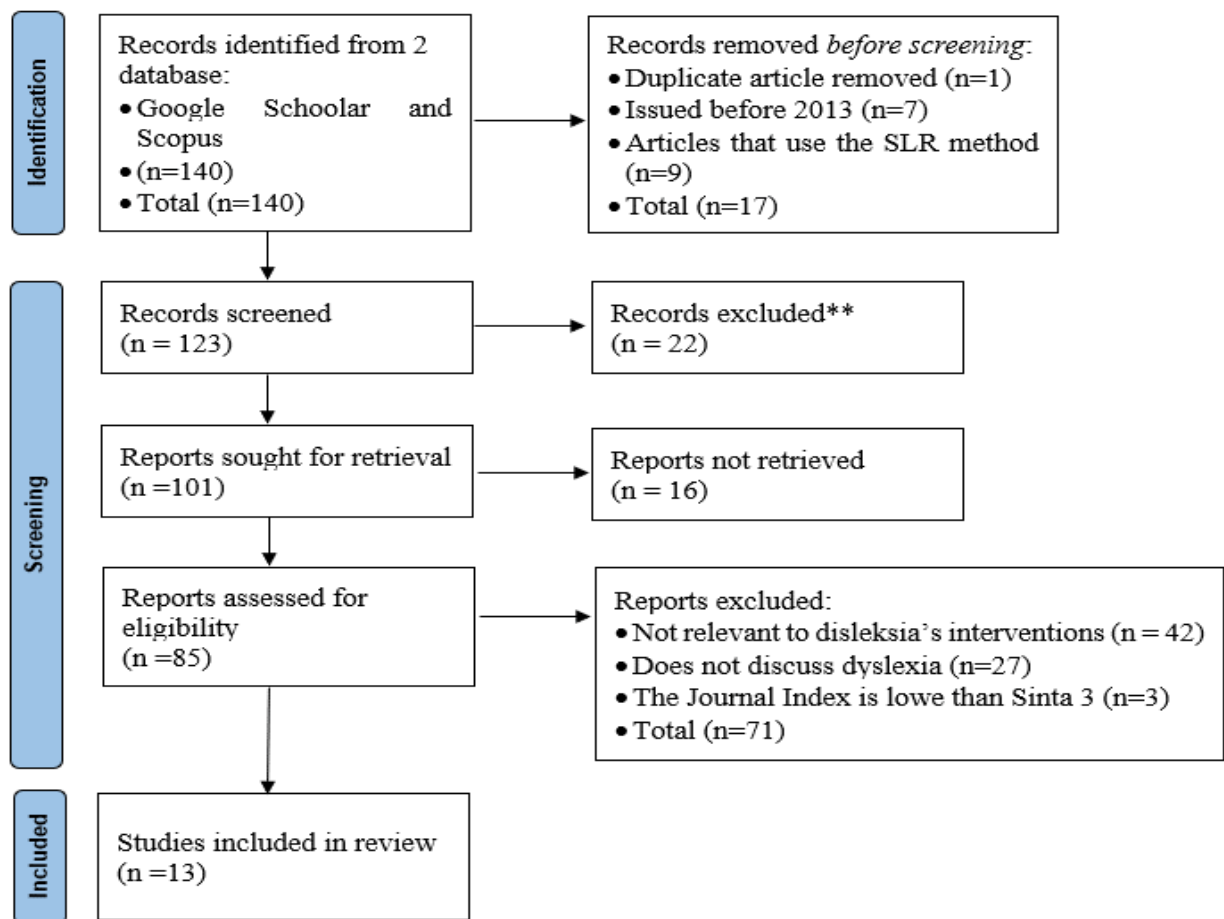 Identification
Records identified from 2
database:
• Google Schoolar and
Scopus
• (n=140)
• Total (n=140)
Records removed before screening:
• Duplicate article removed (n=1)
• Issued before 2013 (n=7)
• Articles that use the SLR method
(n=9)
• Total (n=17)
Screening
Records screened
(n = 123)
Records excluded**
(n = 22)
Reports sought for retrieval
(n =101)
Reports not retrieved
(n = 16)
Reports assessed for
eligibility
(n =85)
Reports excluded:
• Not relevant to disleksia’s interventions (n = 42)
• Does not discuss dyslexia (n=27)
• The Journal Index is lowe than Sinta 3 (n=3)
• Total (n=71)
Included
Studies included in review
(n =13)